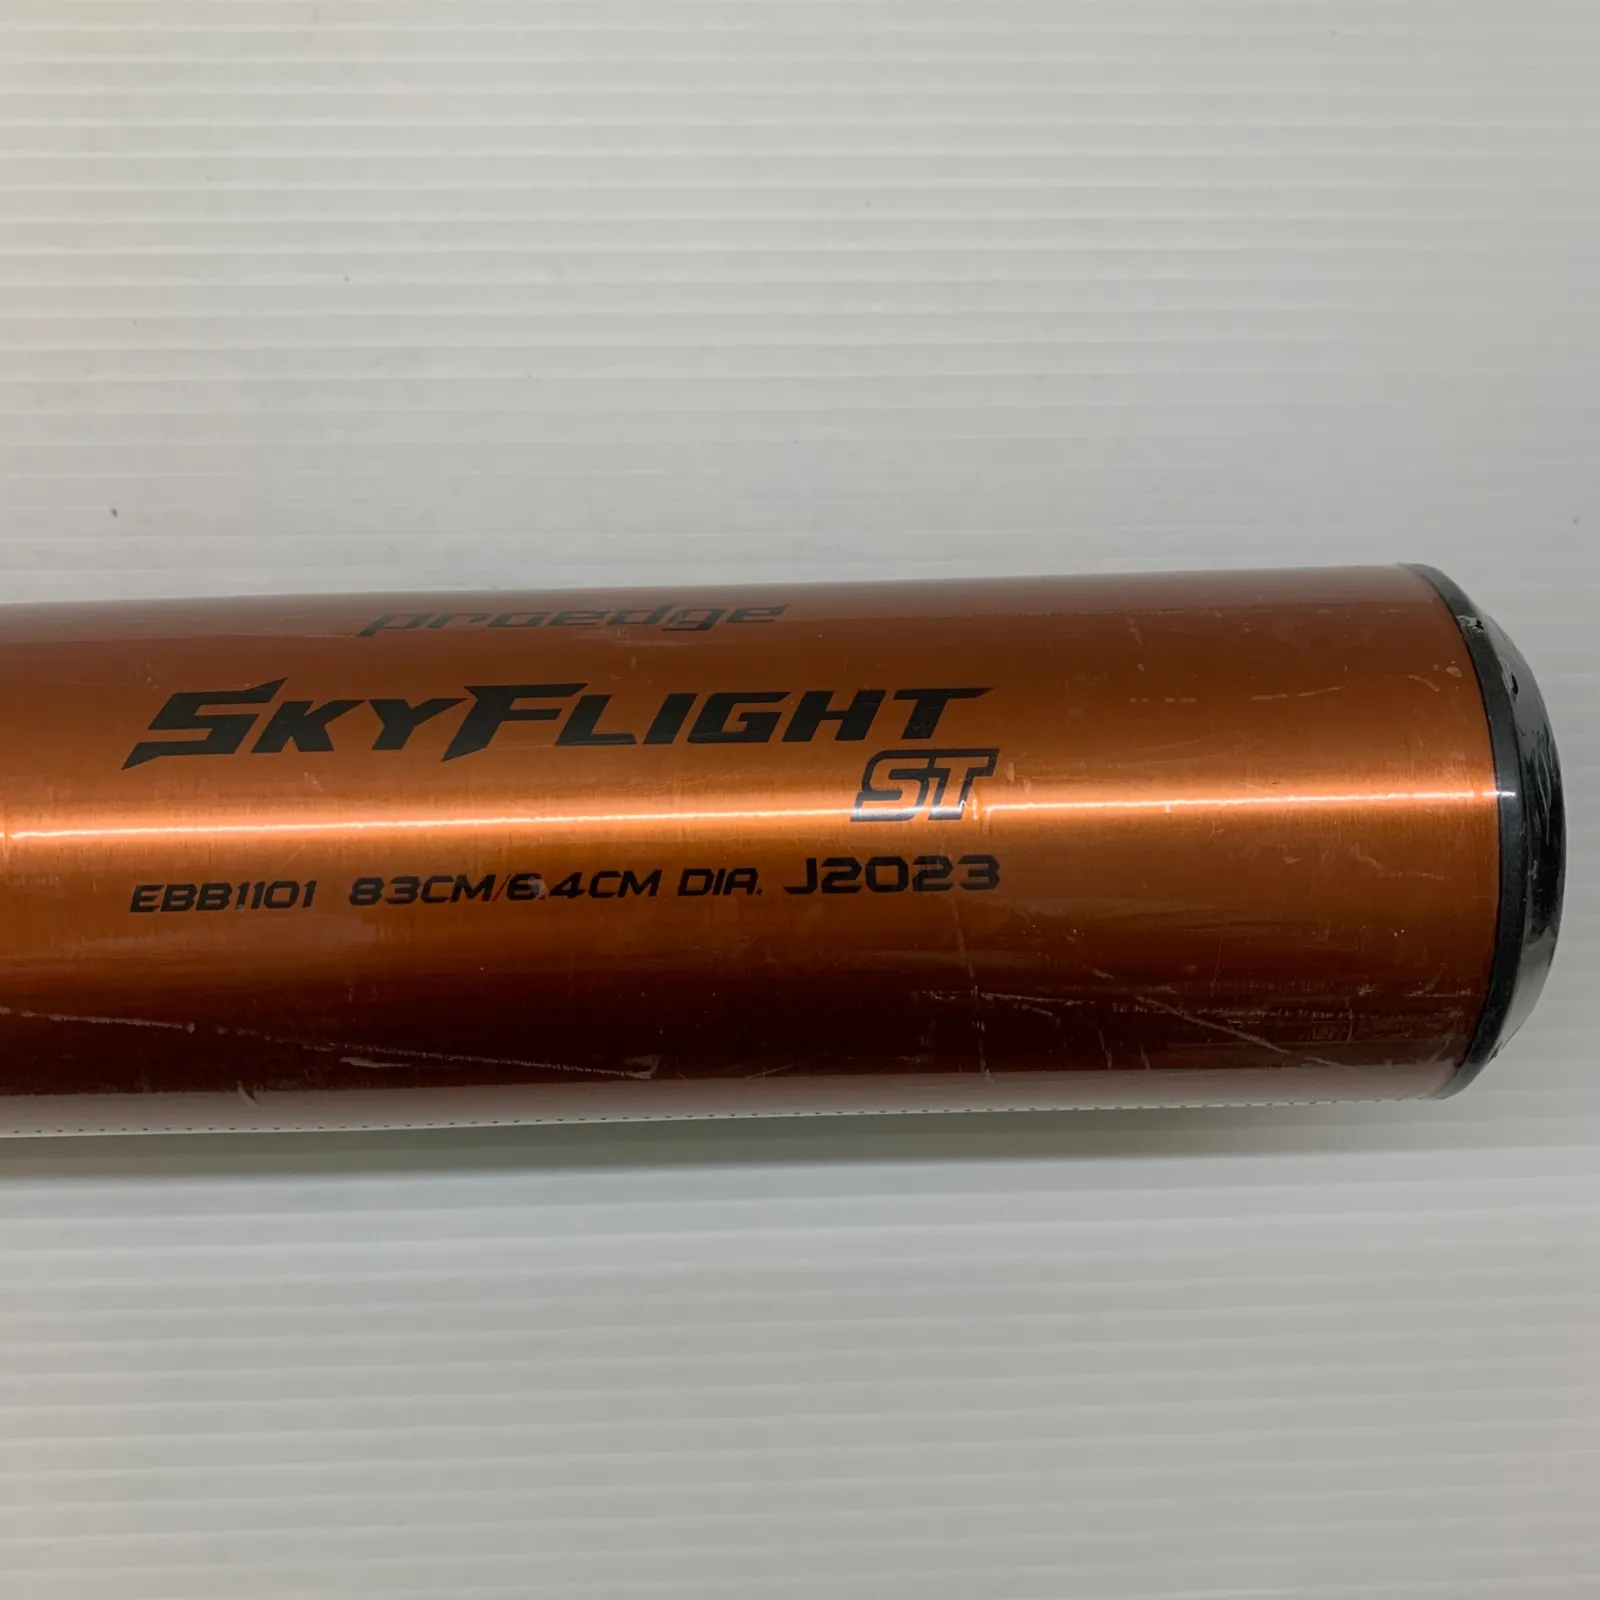 proedge
SKYFLIGHT
ST
EBB1101 83CM/6.4CM DIA. J2023